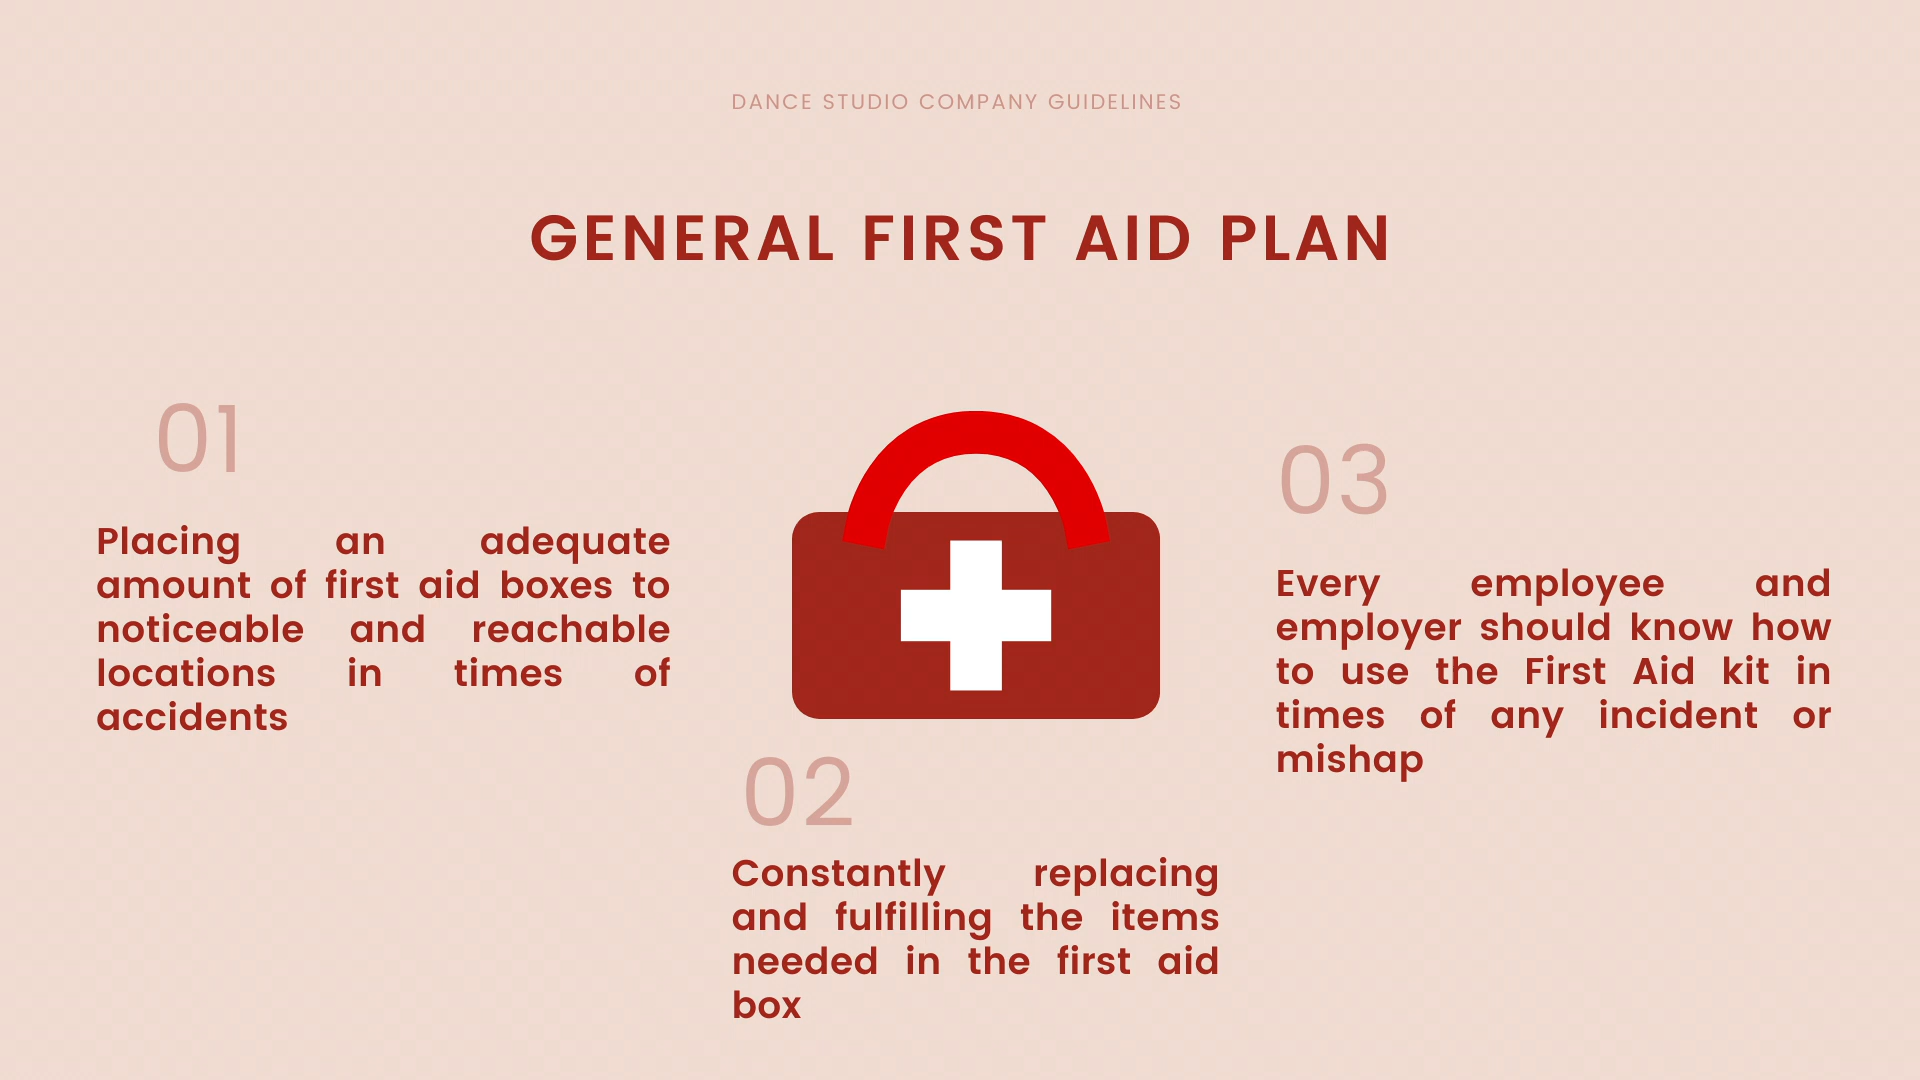 DANCE STUDIO COMPANY GUIDELINES
GENERAL FIRST AID PLAN
01
Placing an adequate
amount of first aid boxes to
noticeable and reachable
locations in times of
accidents
02
Constantly replacing
and fulfilling the items
needed in the first aid
box
03
Every employee and
employer should know how
to use the First Aid kit in
times of any incident or
mishap